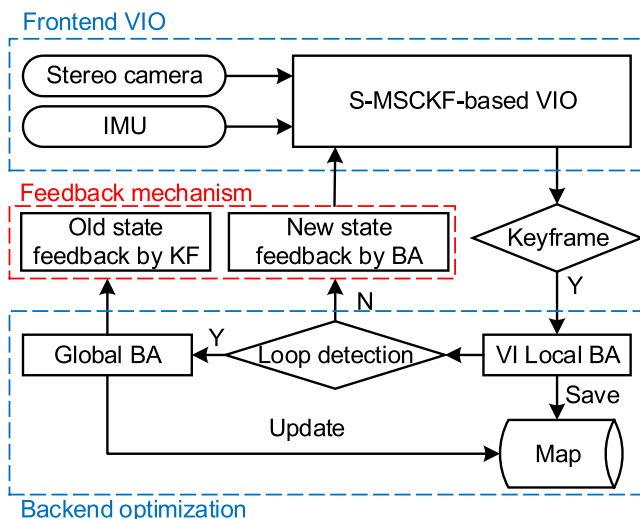 Frontend VIO
Stereo camera
IMU
S-MSCKF-based VIO
Feedback mechanism
Old state
feedback by KF
New state
feedback by BA
Keyframe
Y
N
Y
Global BA
Loop detection
VI Local BA
Save
Update
Map
Backend optimization